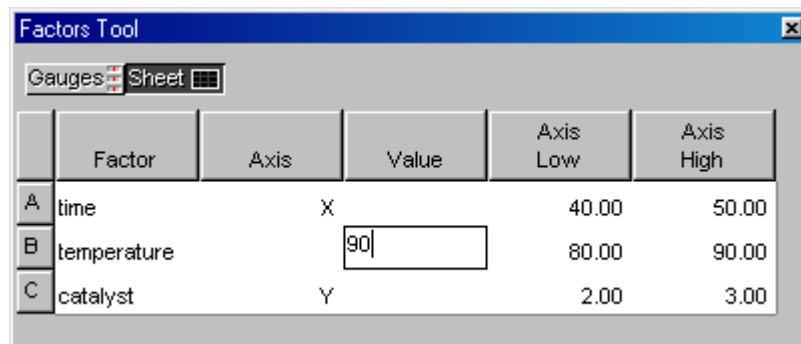 Factors Tool
Gauges Sheet
Factor Axis Value Axis Low Axis High
A time X 40.00 50.00
B temperature 90 80.00 90.00
C catalyst Y 2.00 3.00